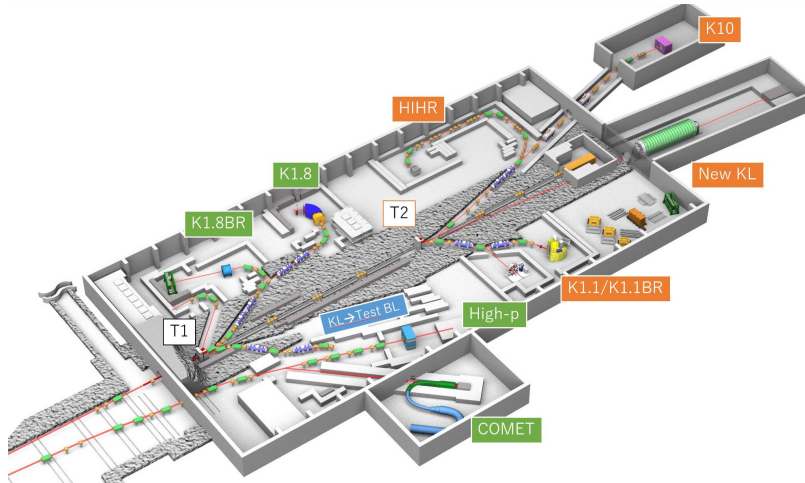 K10
HIHR
K1.8
New KL
T2
K1.8BR
K1.1/K1.1BR
High-p
KL→Test BL
T1
COMET